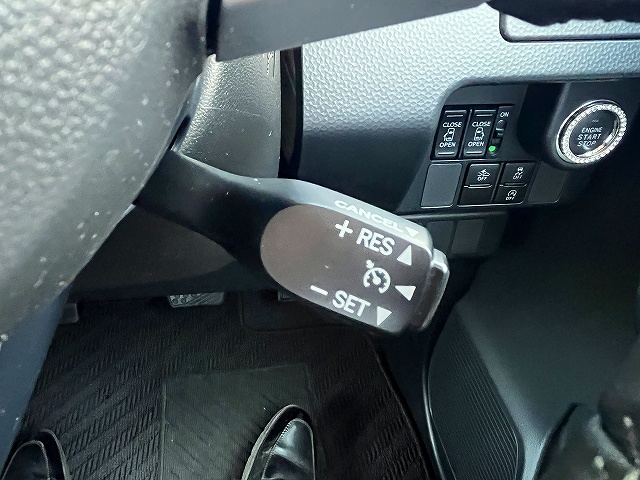 CANCEL
+ RES
− SET
CLOSE
OPEN
CLOSE
OPEN
ON
OFF
OFF
OFF
ENGINE
START
STOP